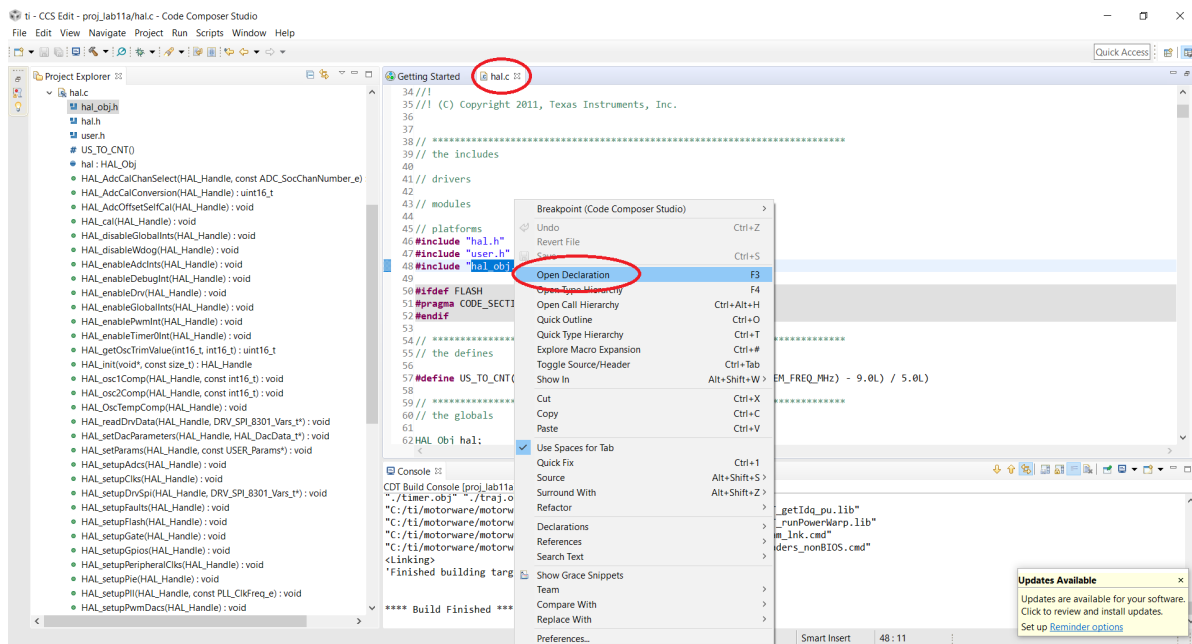 ti - CCS Edit - proj_lab11a/hal.c - Code Composer Studio
File Edit View Navigate Project Run Scripts Window Help
Quick Access
Project Explorer
hal.c
hal_obj.h
hal.h
user.h
US_TO_CNT()
hal : HAL_Obj
HAL_AdcCalChanSelect(HAL_Handle, const ADC_SocChanNumber_e)
HAL_AdcCalConversion(HAL_Handle) : uint16_t
HAL_AdcOffsetSelfCal(HAL_Handle) : void
HAL_cal(HAL_Handle) : void
HAL_disableGlobalInts(HAL_Handle) : void
HAL_disableWdog(HAL_Handle) : void
HAL_enableAdcInts(HAL_Handle) : void
HAL_enableDebugInt(HAL_Handle) : void
HAL_enableDrv(HAL_Handle) : void
HAL_enableGlobalInts(HAL_Handle) : void
HAL_enablePwmInt(HAL_Handle) : void
HAL_enableTimer0Int(HAL_Handle) : void
HAL_getOscTrimValue(int16_t, int16_t) : uint16_t
HAL_init(void*, const size_t) : HAL_Handle
HAL_osc1Comp(HAL_Handle, const int16_t) : void
HAL_osc2Comp(HAL_Handle, const int16_t) : void
HAL_OscTempComp(HAL_Handle) : void
HAL_readDrvData(HAL_Handle, DRV_SPI_8301_Vars_t*) : void
HAL_setDacParameters(HAL_Handle, HAL_DacData_t*) : void
HAL_setParams(HAL_Handle, const USER_Params*) : void
HAL_setupAdcs(HAL_Handle) : void
HAL_setupClks(HAL_Handle) : void
HAL_setupDrvSpi(HAL_Handle, DRV_SPI_8301_Vars_t*) : void
HAL_setupFaults(HAL_Handle) : void
HAL_setupFlash(HAL_Handle) : void
HAL_setupGate(HAL_Handle) : void
HAL_setupGpios(HAL_Handle) : void
HAL_setupPeripheralClks(HAL_Handle) : void
HAL_setupPie(HAL_Handle) : void
HAL_setupPll(HAL_Handle, const PLL_ClkFreq_e) : void
HAL_setupPwmDacs(HAL_Handle) : void
Getting Started hal.c
34 //!
35 //! (C) Copyright 2011, Texas Instruments, Inc.
36
37
38 // **************************************************************************
39 // the includes
40
41 // drivers
42
43 // modules
44
45 // platforms
46 #include "hal.h"
47 #include "user.h"
48 #include "hal_obj
49
50 #ifdef FLASH
51 #pragma CODE_SECTI
52 #endif
53
54 // **************************************************************************
55 // the defines
56
57 #define US_TO_CNT( EM_FREQ_MHz) - 9.0L) / 5.0L)
58
59 // **************************************************************************
60 // the globals
61
62 HAL_Obj hal;
Breakpoint (Code Composer Studio)
Undo Ctrl+Z
Revert File
Save Ctrl+S
Open Declaration F3
Open Type Hierarchy F4
Open Call Hierarchy Ctrl+Alt+H
Quick Outline Ctrl+O
Quick Type Hierarchy Ctrl+T
Explore Macro Expansion Ctrl+#
Toggle Source/Header Ctrl+Tab
Show In Alt+Shift+W
Cut Ctrl+X
Copy Ctrl+C
Paste Ctrl+V
Use Spaces for Tab
Quick Fix Ctrl+1
Source Alt+Shift+S
Surround With Alt+Shift+Z
Refactor
Declarations
References
Search Text
Show Grace Snippets
Team
Compare With
Replace With
Preferences...
Console
CDT Build Console [proj_lab11a
"./timer.obj" "./traj.o
"C:/ti/motorware/motorw _getIdq_pu.lib"
"C:/ti/motorware/motorw _runPowerWarp.lib"
"C:/ti/motorware/motorw m_lnk.cmd"
"C:/ti/motorware/motorw ders_nonBIOS.cmd"
<Linking>
'Finished building targ
**** Build Finished ***
Updates Available
Updates are available for your software.
Click to review and install updates.
Set up Reminder options
Smart Insert 48 : 11